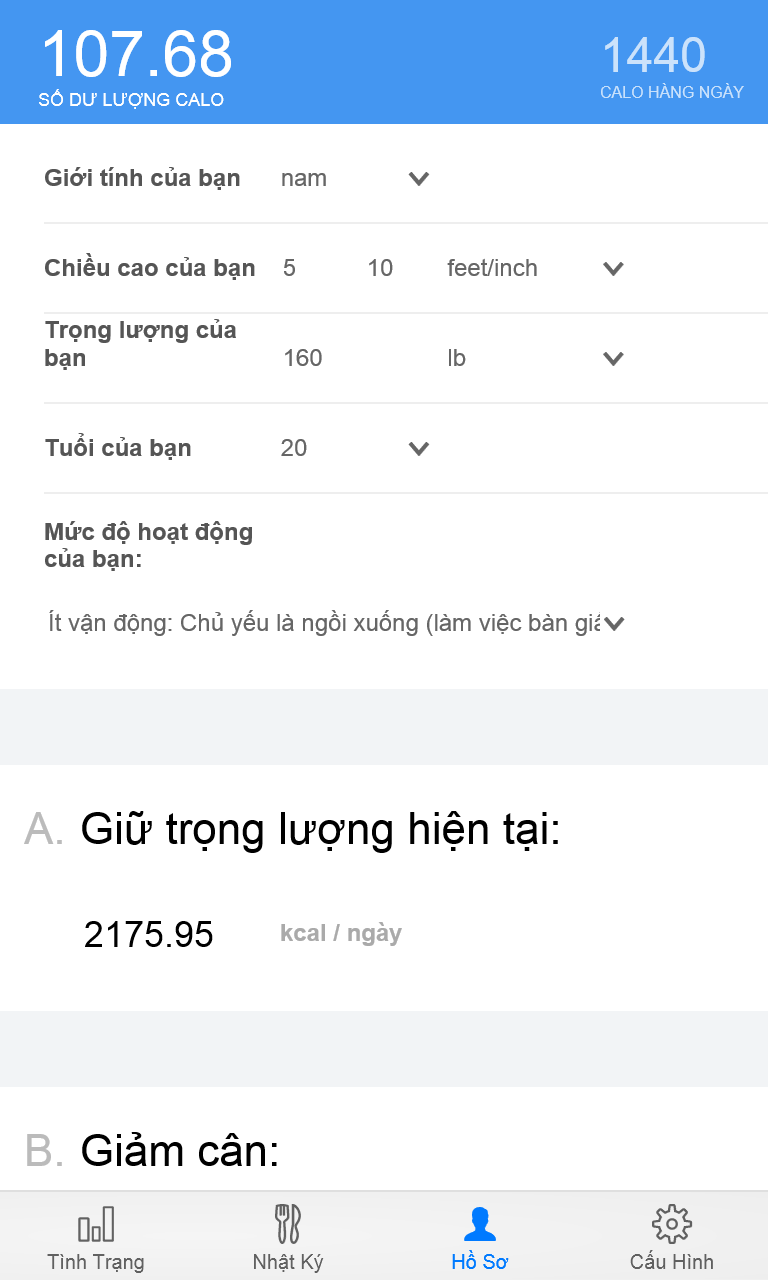 107.68
1440
SỐ DƯ LƯỢNG CALO
CALO HÀNG NGÀY
Giới tính của bạn nam
Chiều cao của bạn 5 10 feet/inch
Trọng lượng của
bạn 160 lb
Tuổi của bạn 20
Mức độ hoạt động
của bạn:
Ít vận động: Chủ yếu là ngồi xuống (làm việc bàn giấ
A. Giữ trọng lượng hiện tại:
2175.95 kcal / ngày
B. Giảm cân:
Tình Trạng Nhật Ký Hồ Sơ Cấu Hình